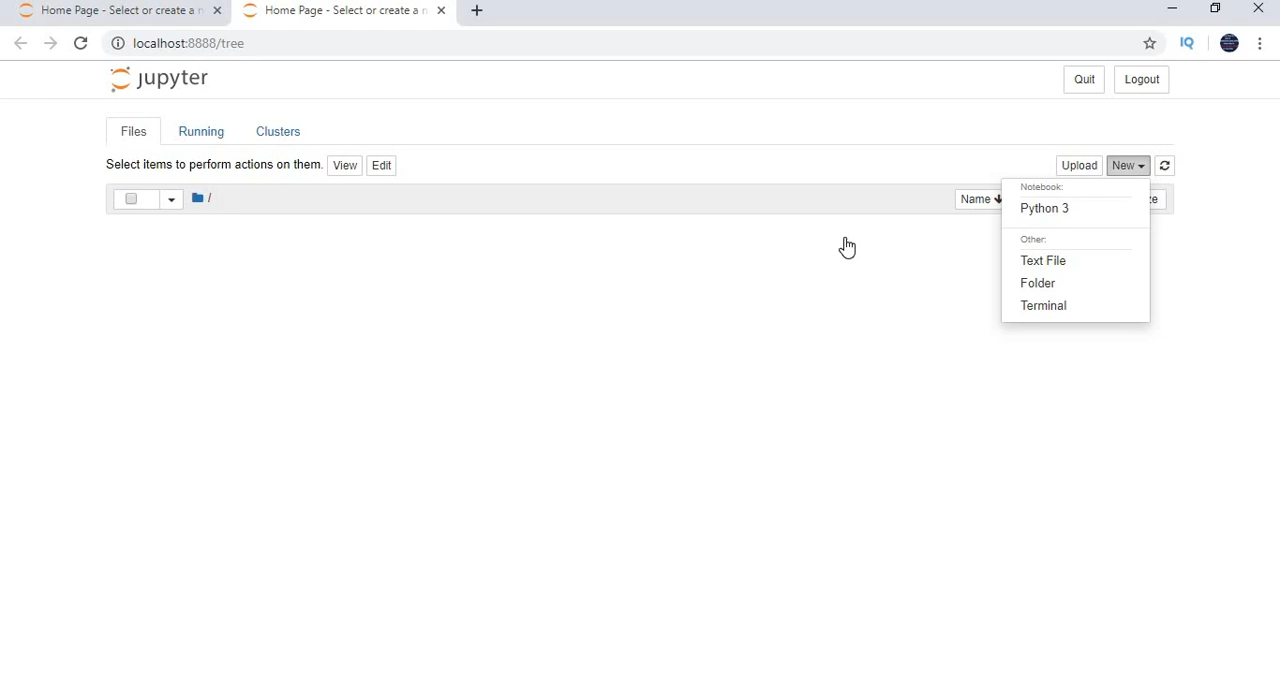 Home Page - Select or create a n
Home Page - Select or create a n
localhost:8888/tree
IQ
jupyter
Quit
Logout
Files
Running
Clusters
Select items to perform actions on them.
View
Edit
Upload
New
/
Name
ze
Notebook:
Python 3
Other:
Text File
Folder
Terminal